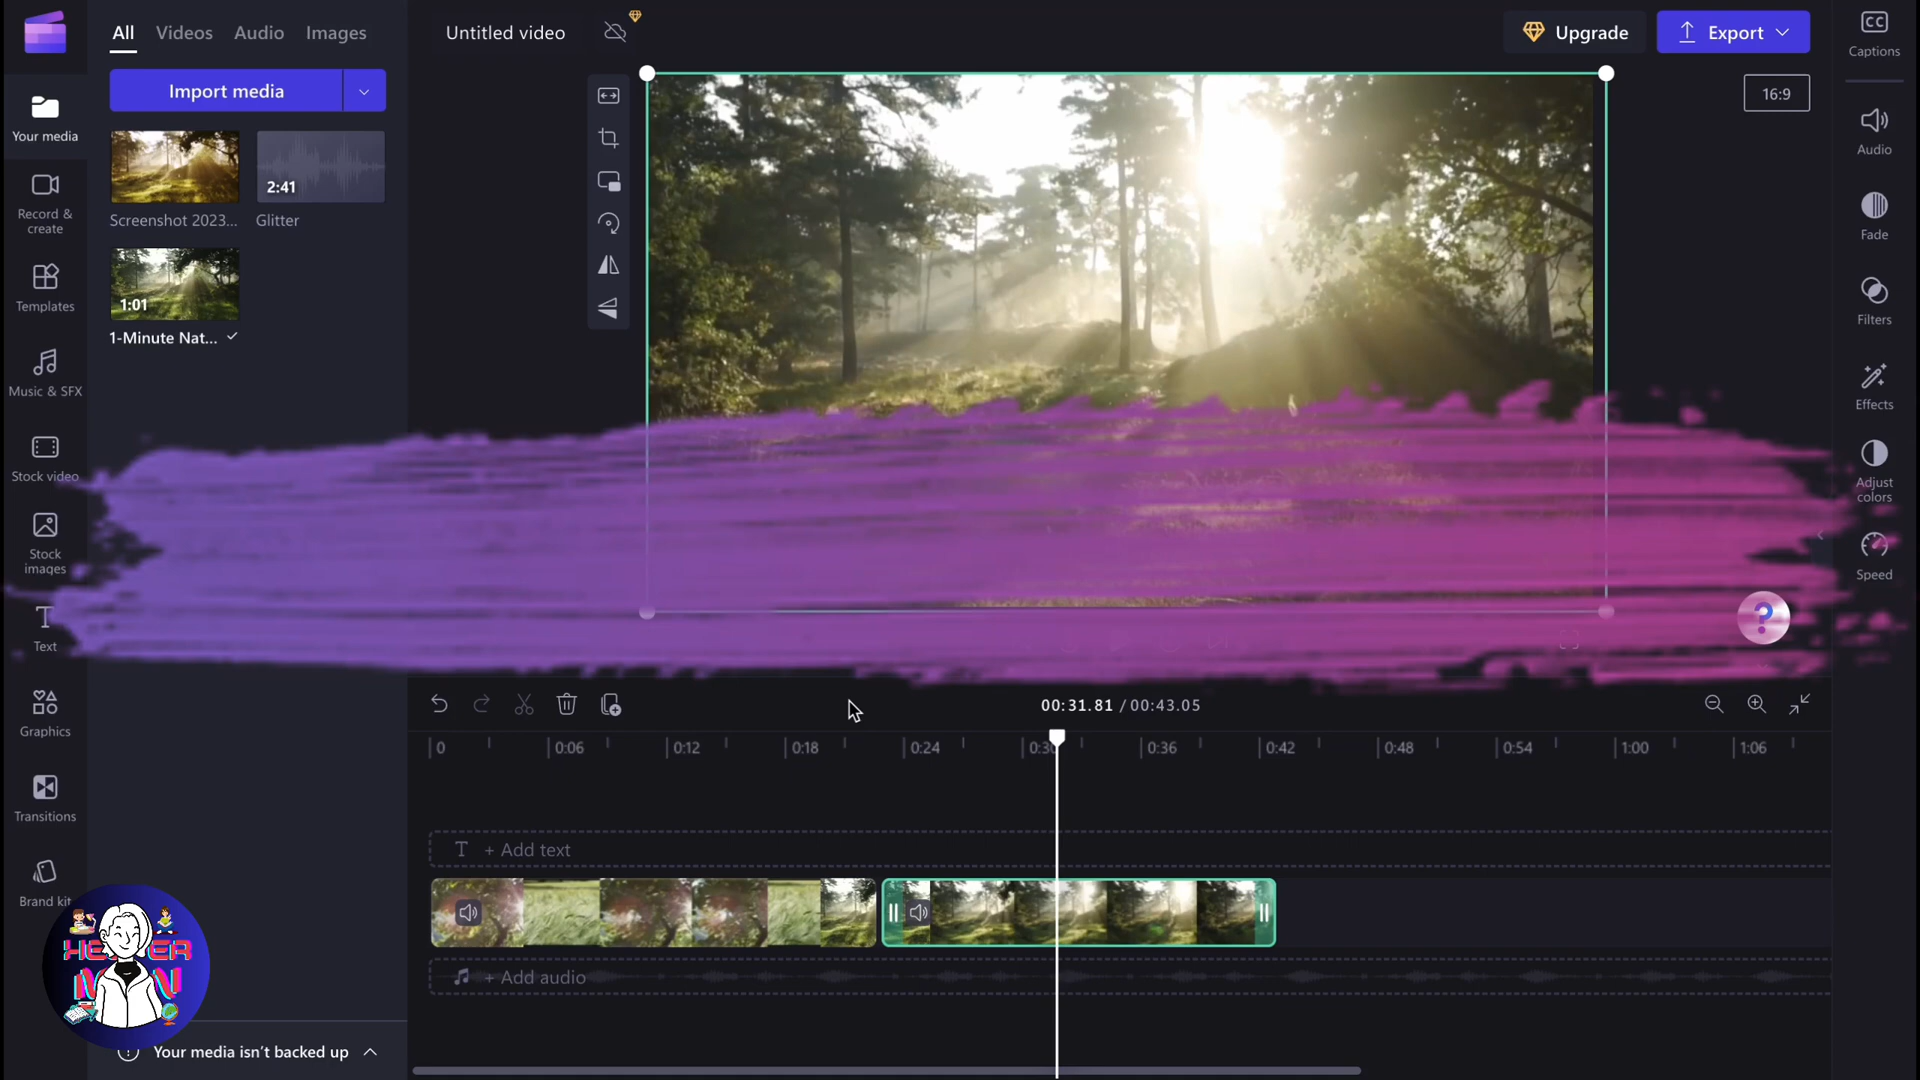 All Videos Audio Images
Untitled video
Upgrade
Export
Captions
Import media
16:9
Your media
2:41
Screenshot 2023...
Glitter
1:01
1-Minute Nat...
Record &
create
Templates
Music & SFX
Stock video
Stock
images
Text
Graphics
Transitions
Brand kit
Audio
Fade
Filters
Effects
Adjust
colors
Speed
?
00:31.81 / 00:43.05
0 0:06 0:12 0:18 0:24 0:36 0:42 0:48 0:54 1:00 1:06
T + Add text
+ Add audio
Your media isn't backed up